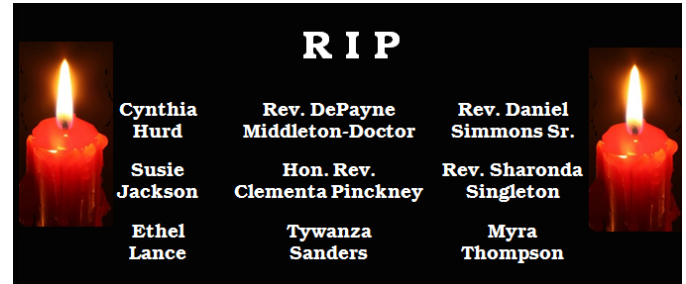 R I P
Cynthia
Hurd
Rev. DePayne
Middleton-Doctor
Rev. Daniel
Simmons Sr.
Susie
Jackson
Hon. Rev.
Clementa Pinckney
Rev. Sharonda
Singleton
Ethel
Lance
Tywanza
Sanders
Myra
Thompson